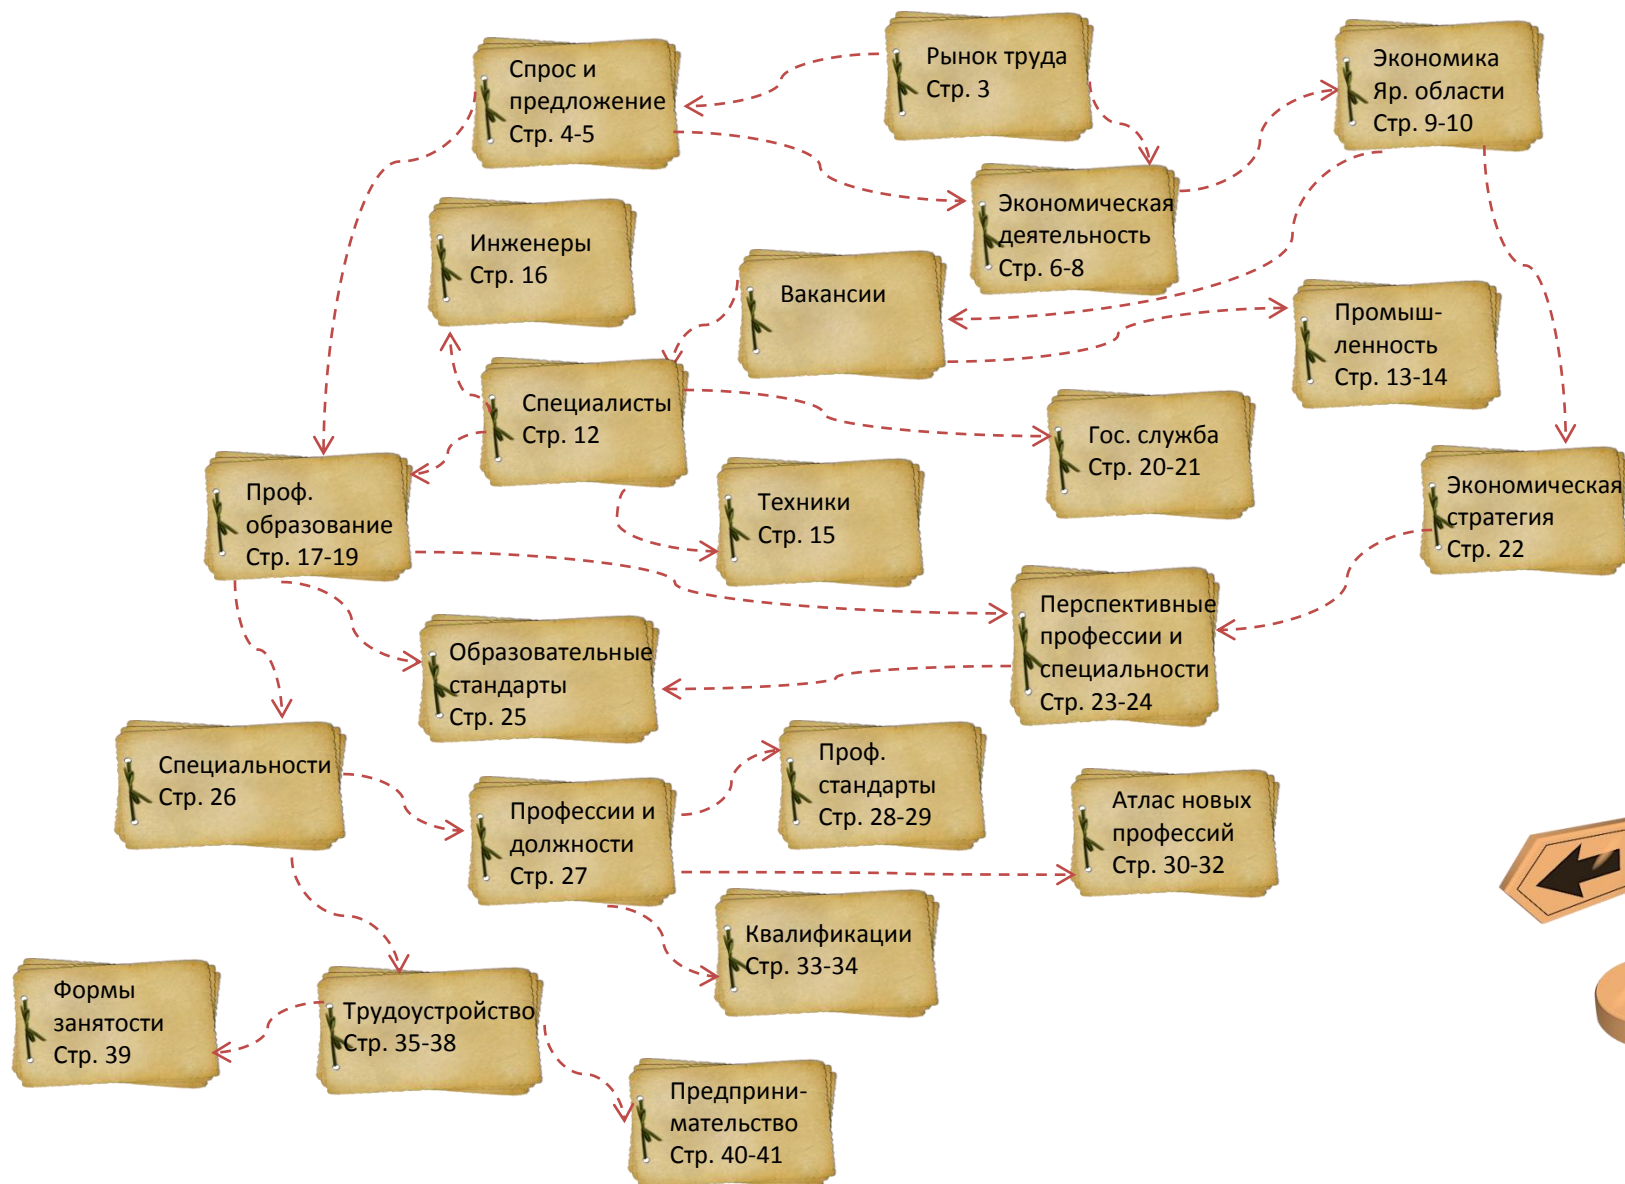 Рынок труда
Стр. 3
Спрос и
предложение
Стр. 4-5
Экономика
Яр. области
Стр. 9-10
Экономическая
деятельность
Стр. 6-8
Инженеры
Стр. 16
Вакансии
Промыш-
ленность
Стр. 13-14
Специалисты
Стр. 12
Гос. служба
Стр. 20-21
Проф.
образование
Стр. 17-19
Техники
Стр. 15
Экономическая
стратегия
Стр. 22
Перспективные
профессии и
специальности
Стр. 23-24
Образовательные
стандарты
Стр. 25
Специальности
Стр. 26
Проф.
стандарты
Стр. 28-29
Профессии и
должности
Стр. 27
Атлас новых
профессий
Стр. 30-32
Квалификации
Стр. 33-34
Формы
занятости
Стр. 39
Трудоустройство
Стр. 35-38
Предприни-
мательство
Стр. 40-41